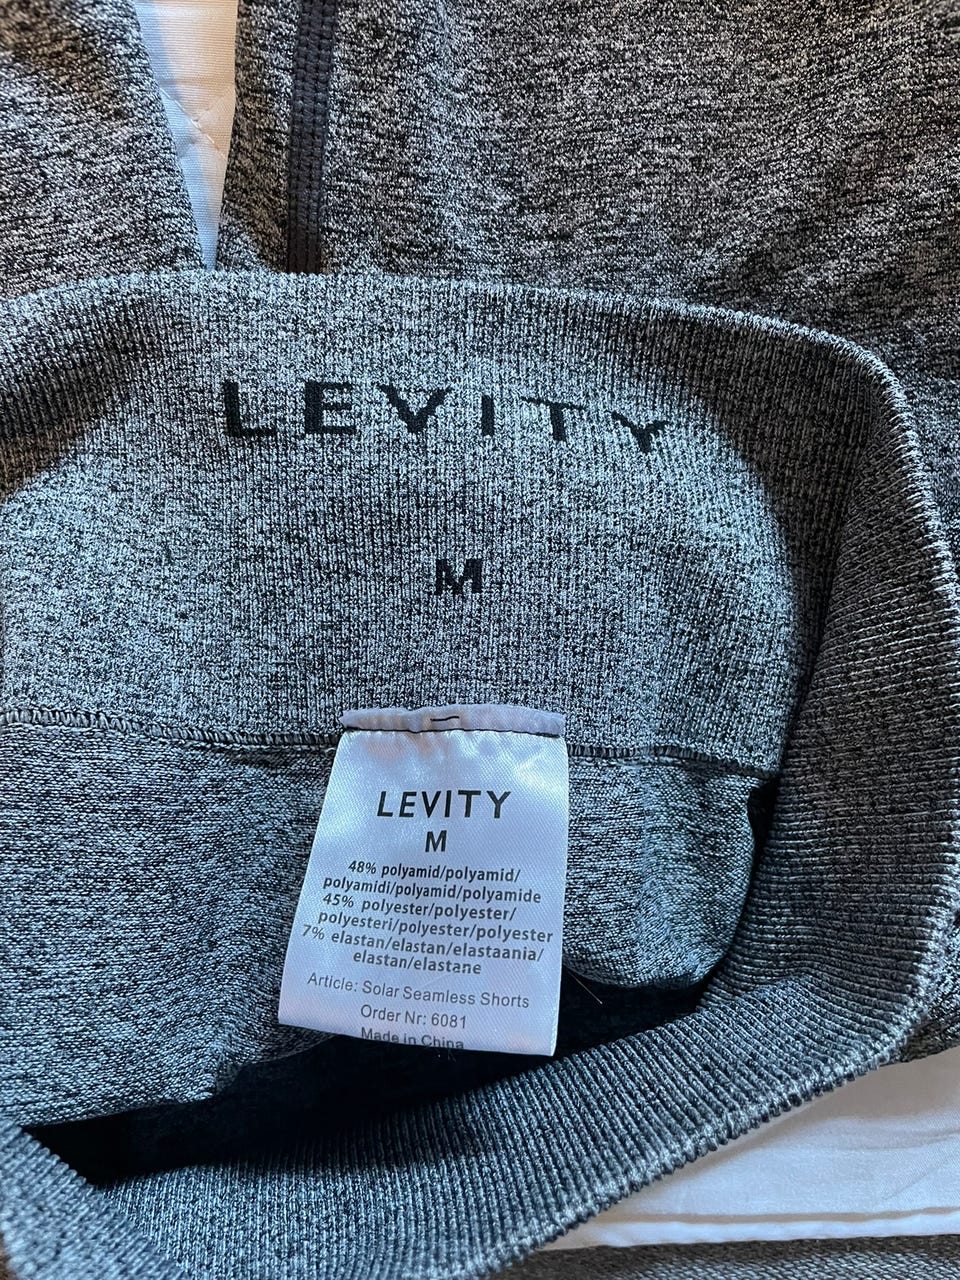 LEVITY
M
LEVITY
M
48% polyamid/polyamid/
polyamidi/polyamid/polyamide
45% polyester/polyester/
polyesteri/polyester/polyester
7% elastan/elastan/elastaania/
elastan/elastane
Article: Solar Seamless Shorts
Order Nr: 6081
Made in China